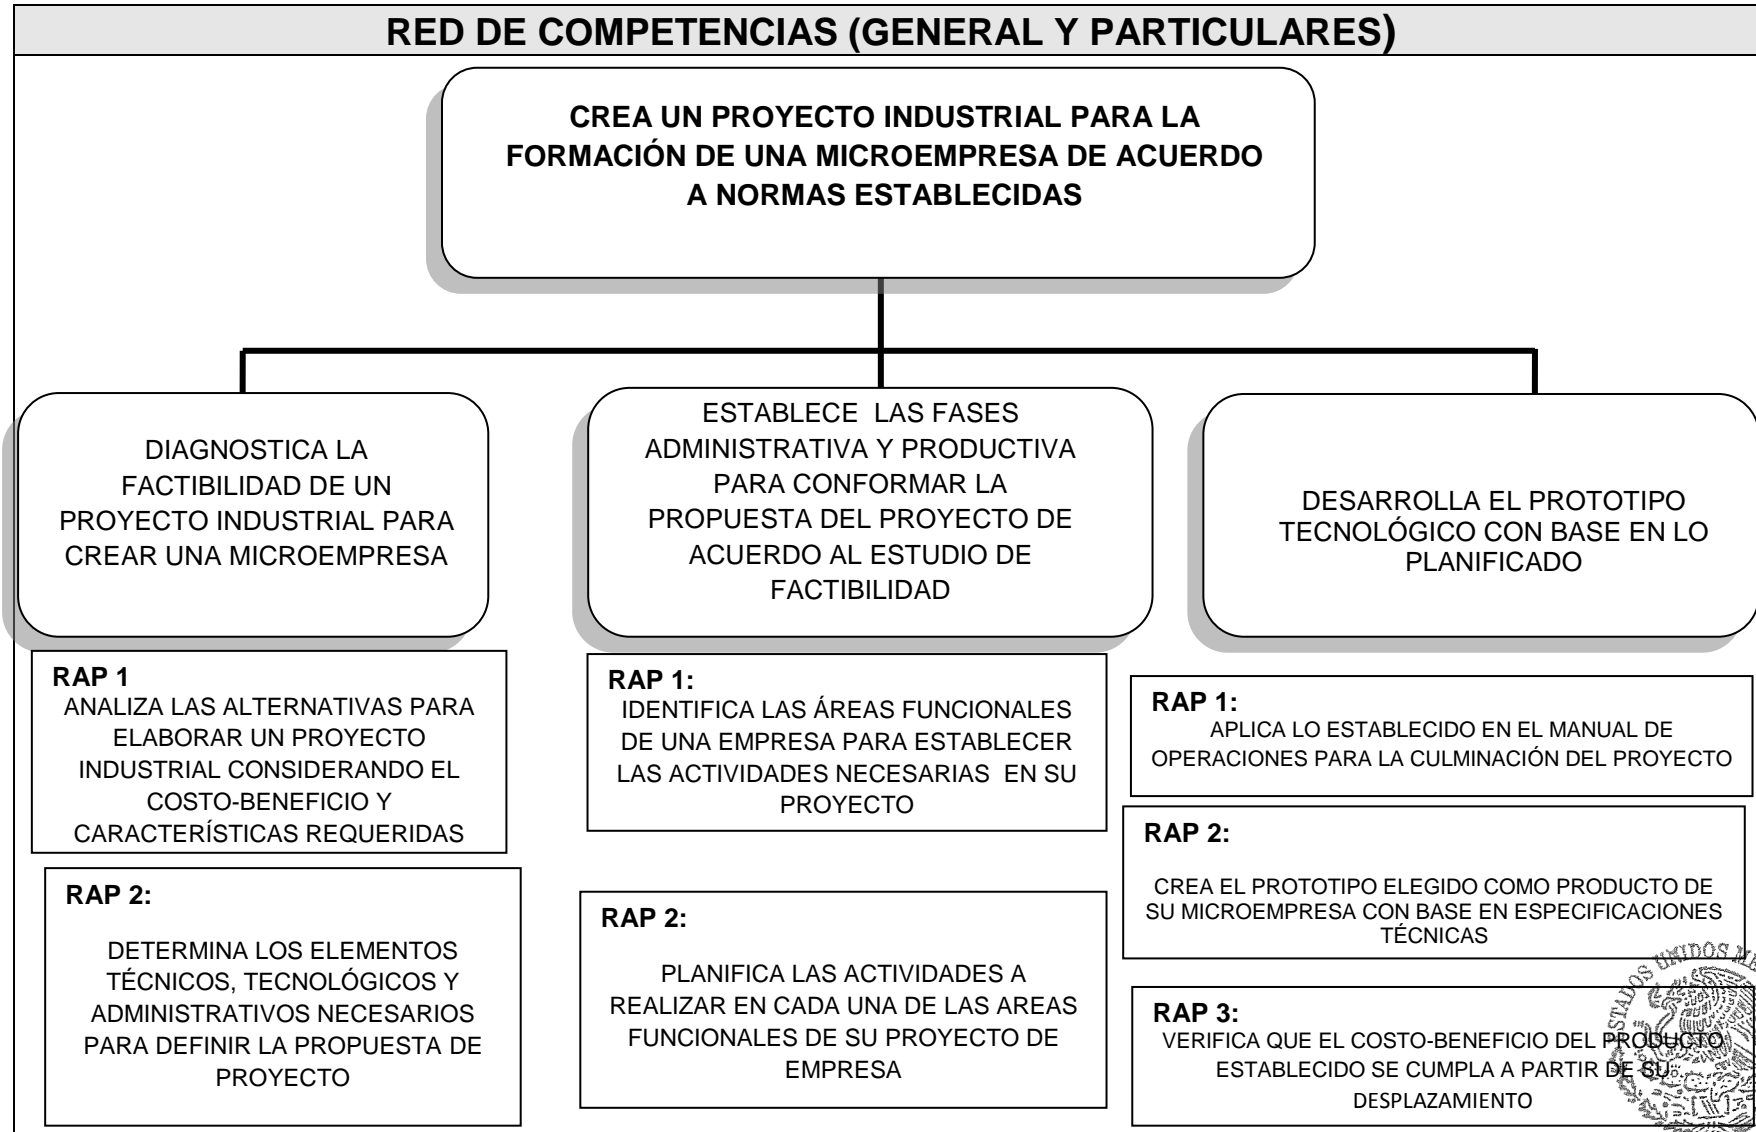 RED DE COMPETENCIAS (GENERAL Y PARTICULARES)
CREA UN PROYECTO INDUSTRIAL PARA LA
FORMACIÓN DE UNA MICROEMPRESA DE ACUERDO
A NORMAS ESTABLECIDAS
DIAGNOSTICA LA
FACTIBILIDAD DE UN
PROYECTO INDUSTRIAL PARA
CREAR UNA MICROEMPRESA
ESTABLECE LAS FASES
ADMINISTRATIVA Y PRODUCTIVA
PARA CONFORMAR LA
PROPUESTA DEL PROYECTO DE
ACUERDO AL ESTUDIO DE
FACTIBILIDAD
DESARROLLA EL PROTOTIPO
TECNOLÓGICO CON BASE EN LO
PLANIFICADO
RAP 1
ANALIZA LAS ALTERNATIVAS PARA
ELABORAR UN PROYECTO
INDUSTRIAL CONSIDERANDO EL
COSTO-BENEFICIO Y
CARACTERÍSTICAS REQUERIDAS
RAP 2:
DETERMINA LOS ELEMENTOS
TÉCNICOS, TECNOLÓGICOS Y
ADMINISTRATIVOS NECESARIOS
PARA DEFINIR LA PROPUESTA DE
PROYECTO
RAP 1:
IDENTIFICA LAS ÁREAS FUNCIONALES
DE UNA EMPRESA PARA ESTABLECER
LAS ACTIVIDADES NECESARIAS EN SU
PROYECTO
RAP 2:
PLANIFICA LAS ACTIVIDADES A
REALIZAR EN CADA UNA DE LAS AREAS
FUNCIONALES DE SU PROYECTO DE
EMPRESA
RAP 1:
APLICA LO ESTABLECIDO EN EL MANUAL DE
OPERACIONES PARA LA CULMINACIÓN DEL PROYECTO
RAP 2:
CREA EL PROTOTIPO ELEGIDO COMO PRODUCTO DE
SU MICROEMPRESA CON BASE EN ESPECIFICACIONES
TÉCNICAS
RAP 3:
VERIFICA QUE EL COSTO-BENEFICIO DEL PRODUCTO
ESTABLECIDO SE CUMPLA A PARTIR DE SU
DESPLAZAMIENTO
ESTADOS UNIDOS ME